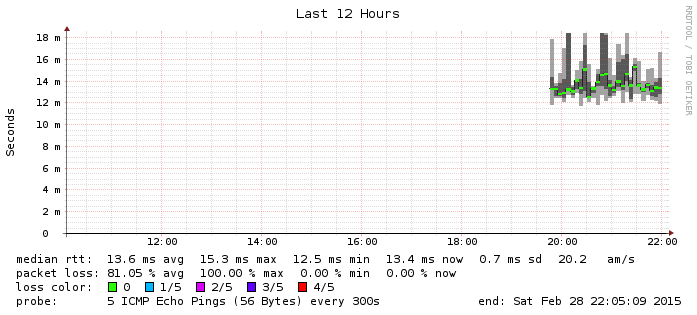 Last 12 Hours
RRDTOOL / TOBI OETIKER
Seconds
18 m
16 m
14 m
12 m
10 m
8 m
6 m
4 m
2 m
0
12:00 14:00 16:00 18:00 20:00 22:00
median rtt: 13.6 ms avg 15.3 ms max 12.5 ms min 13.4 ms now 0.7 ms sd 20.2 am/s
packet loss: 81.05 % avg 100.00 % max 0.00 % min 0.00 % now
loss color: 0 1/5 2/5 3/5 4/5
probe: 5 ICMP Echo Pings (56 Bytes) every 300s end: Sat Feb 28 22:05:09 2015